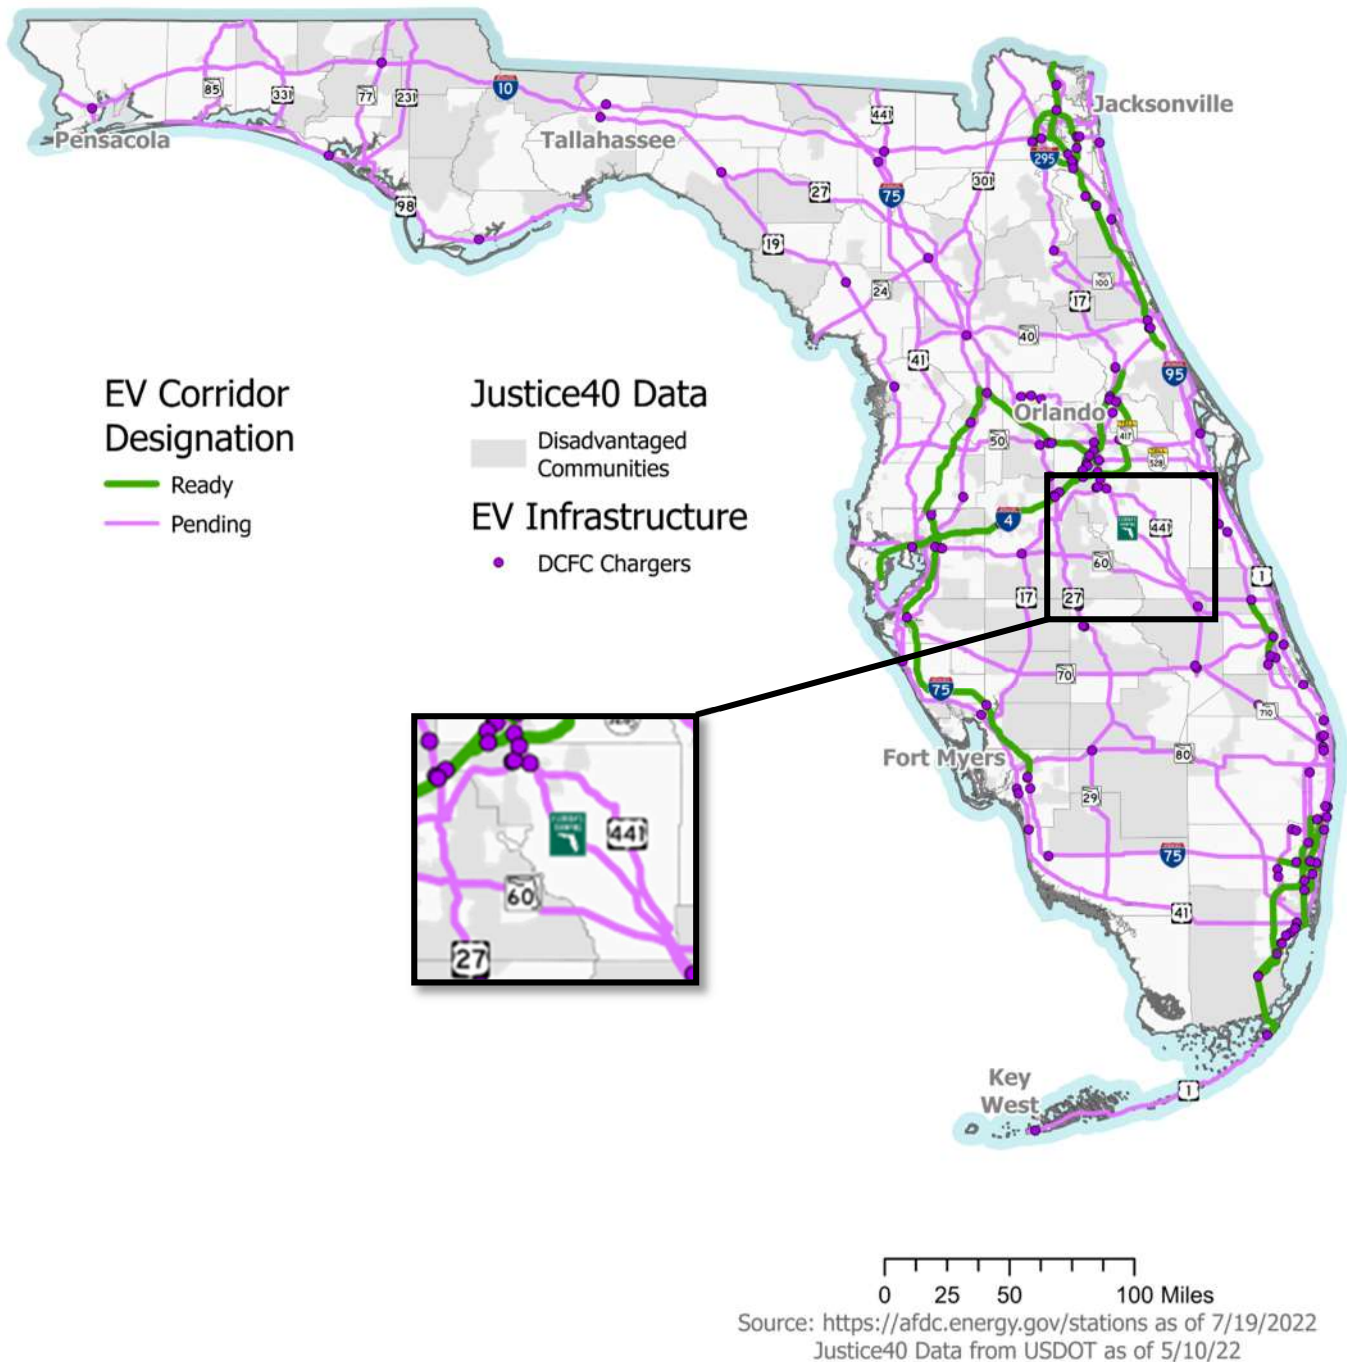 85
331
77
231
10
Pensacola
Tallahassee
98
441
Jacksonville
295
301
27
75
19
24
100
17
40
41
95
Orlando
417
50
528
EV Corridor
Designation
Ready
Pending
Justice40 Data
Disadvantaged
Communities
EV Infrastructure
DCFC Chargers
4
441
60
1
17
27
70
75
710
Fort Myers
80
29
75
41
441
60
27
Key
West
1
0 25 50 100 Miles
Source: https://afdc.energy.gov/stations as of 7/19/2022
Justice40 Data from USDOT as of 5/10/22